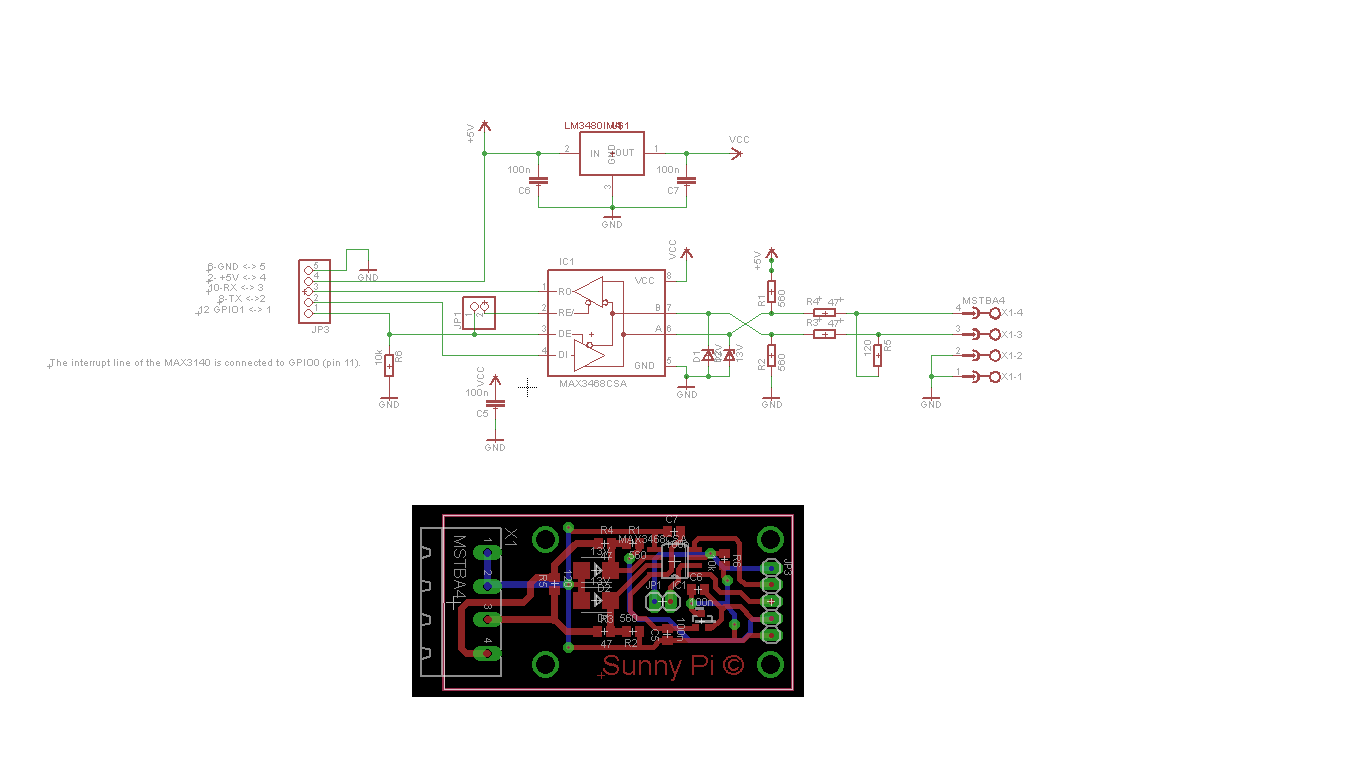 LM3480IM4
+5V
VCC
2
IN
GND
OUT
1
100n
C6
3
100n
C7
GND
6-GND <-> 5
2- +5V <-> 4
10-RX <-> 3
8-TX <->2
12 GPIO1 <-> 1
5
4
3
2
1
JP3
GND
IC1
VCC
+5V
1
RO
VCC
8
2
RE/
B
7
3
DE
A
6
4
DI
GND
5
MAX3468CSA
JP1
1
2
10k
R6
GND
The interrupt line of the MAX3140 is connected to GPIO0 (pin 11).
VCC
100n
C5
GND
D1
13V
GND
R1
560
R2
560
GND
R4
47
R3
47
120
R5
MSTBA4
4
X1-4
3
X1-3
2
X1-2
1
X1-1
GND
X1
MSTBA4
1
2
3
4
C7
R4
R1
MAX3468CSA
100n
13V
560
R6
10k
JP3
R5
120
13V
D2
C6
JP1
IC1
100n
R3
560
47
R2
C5
100n
Sunny Pi ©